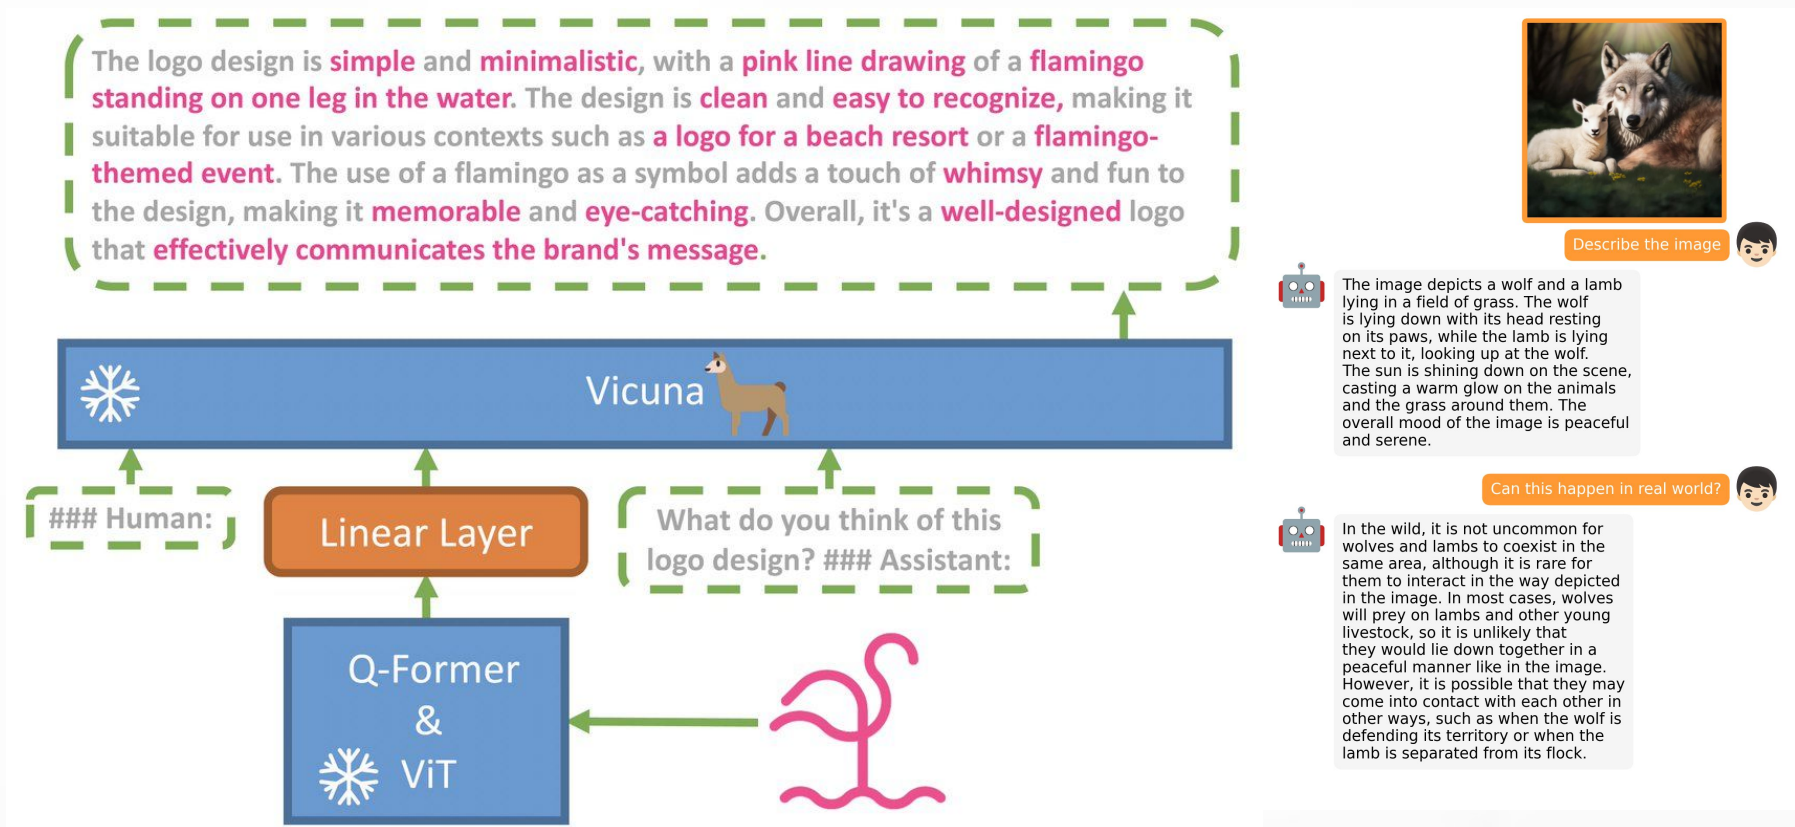 The logo design is simple and minimalistic, with a pink line drawing of a flamingo
standing on one leg in the water. The design is clean and easy to recognize, making it
suitable for use in various contexts such as a logo for a beach resort or a flamingo-
themed event. The use of a flamingo as a symbol adds a touch of whimsy and fun to
the design, making it memorable and eye-catching. Overall, it's a well-designed logo
that effectively communicates the brand's message.
Vicuna
### Human:
Linear Layer
What do you think of this
logo design? ### Assistant:
Q-Former
&
ViT
Describe the image
The image depicts a wolf and a lamb
lying in a field of grass. The wolf
is lying down with its head resting
on its paws, while the lamb is lying
next to it, looking up at the wolf.
The sun is shining down on the scene,
casting a warm glow on the animals
and the grass around them. The
overall mood of the image is peaceful
and serene.
Can this happen in real world?
In the wild, it is not uncommon for
wolves and lambs to coexist in the
same area, although it is rare for
them to interact in the way depicted
in the image. In most cases, wolves
will prey on lambs and other young
livestock, so it is unlikely that
they would lie down together in a
peaceful manner like in the image.
However, it is possible that they may
come into contact with each other in
other ways, such as when the wolf is
defending its territory or when the
lamb is separated from its flock.